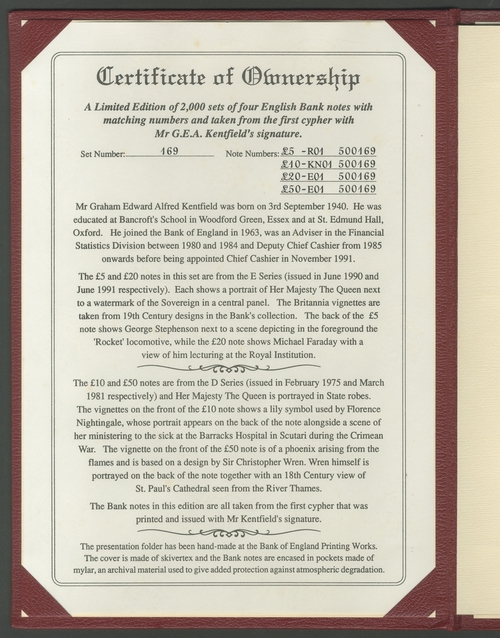 Certificate of Ownership
A Limited Edition of 2,000 sets of four English Bank notes with
matching numbers and taken from the first cypher with
Mr G.E.A. Kentfield's signature.
Set Number: 169 Note Numbers: £5 -R01 500169
£10-KN01 500169
£20-E01 500169
£50-E01 500169
Mr Graham Edward Alfred Kentfield was born on 3rd September 1940. He was
educated at Bancroft's School in Woodford Green, Essex and at St. Edmund Hall,
Oxford. He joined the Bank of England in 1963, was an Adviser in the Financial
Statistics Division between 1980 and 1984 and Deputy Chief Cashier from 1985
onwards before being appointed Chief Cashier in November 1991.
The £5 and £20 notes in this set are from the E Series (issued in June 1990 and
June 1991 respectively). Each shows a portrait of Her Majesty The Queen next
to a watermark of the Sovereign in a central panel. The Britannia vignettes are
taken from 19th Century designs in the Bank's collection. The back of the £5
note shows George Stephenson next to a scene depicting in the foreground the
'Rocket' locomotive, while the £20 note shows Michael Faraday with a
view of him lecturing at the Royal Institution.
The £10 and £50 notes are from the D Series (issued in February 1975 and March
1981 respectively) and Her Majesty The Queen is portrayed in State robes.
The vignettes on the front of the £10 note shows a lily symbol used by Florence
Nightingale, whose portrait appears on the back of the note alongside a scene of
her ministering to the sick at the Barracks Hospital in Scutari during the Crimean
War. The vignette on the front of the £50 note is of a phoenix arising from the
flames and is based on a design by Sir Christopher Wren. Wren himself is
portrayed on the back of the note together with an 18th Century view of
St. Paul's Cathedral seen from the River Thames.
The Bank notes in this edition are all taken from the first cypher that was
printed and issued with Mr Kentfield's signature.
The presentation folder has been hand-made at the Bank of England Printing Works.
The cover is made of skivertex and the Bank notes are encased in pockets made of
mylar, an archival material used to give added protection against atmospheric degradation.